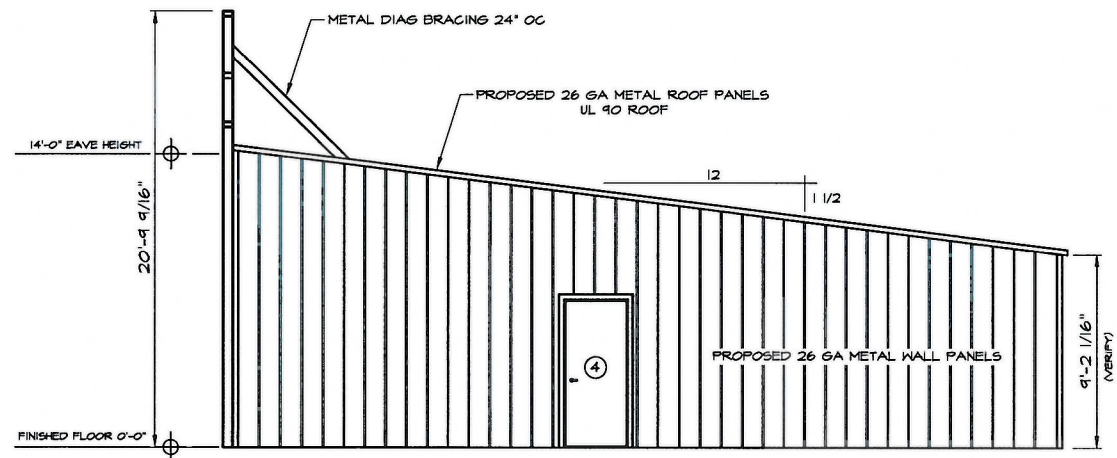 METAL DIAG BRACING 24" OC
PROPOSED 26 GA METAL ROOF PANELS
UL 90 ROOF
14'-0" EAVE HEIGHT
12
1 1/2
20'-9 9/16"
4
PROPOSED 26 GA METAL WALL PANELS
9'-2 1/16"
(VERIFY)
FINISHED FLOOR 0'-0"